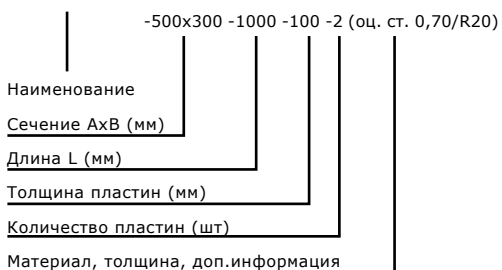 -500x300 -1000 -100 -2 (оц. ст. 0,70/R20)
Наименование
Сечение АхВ (мм)
Длина L (мм)
Толщина пластин (мм)
Количество пластин (шт)
Материал, толщина, доп.информация